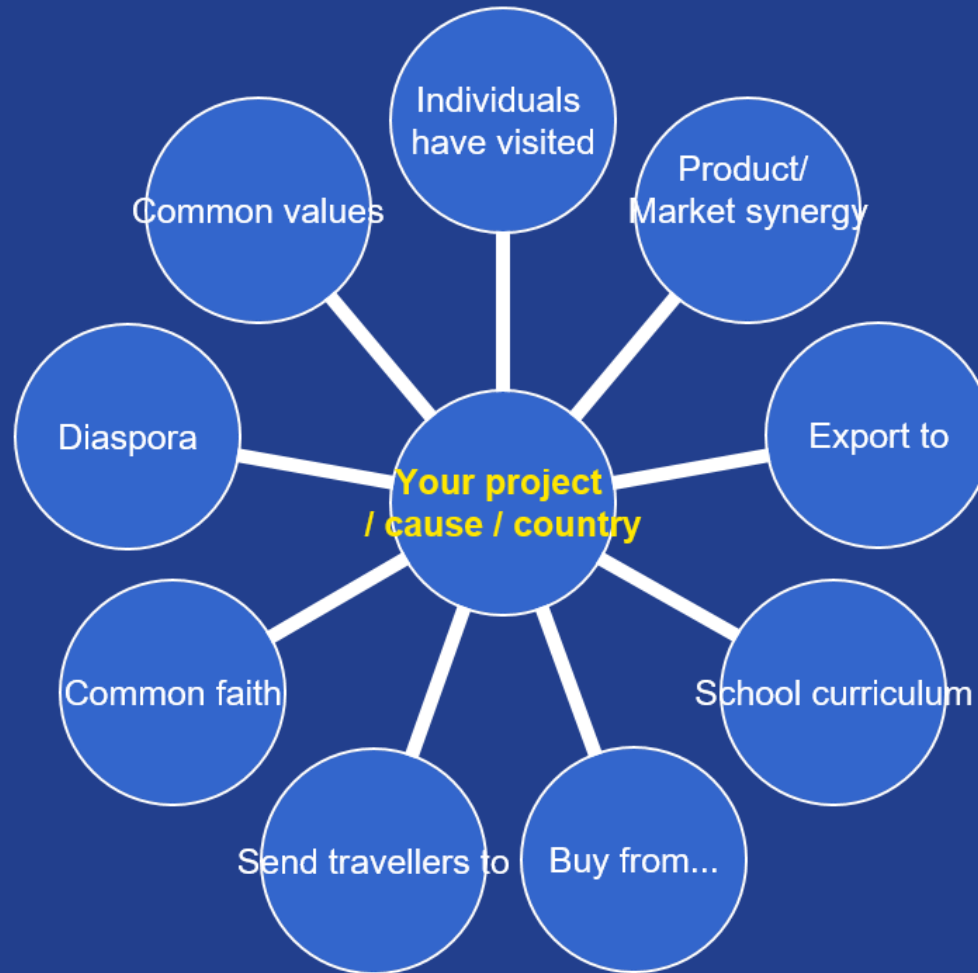 Individuals
have visited
Product/
Market synergy
Export to
School curriculum
Buy from...
Send travellers to
Common faith
Diaspora
Common values
Your project
/ cause / country